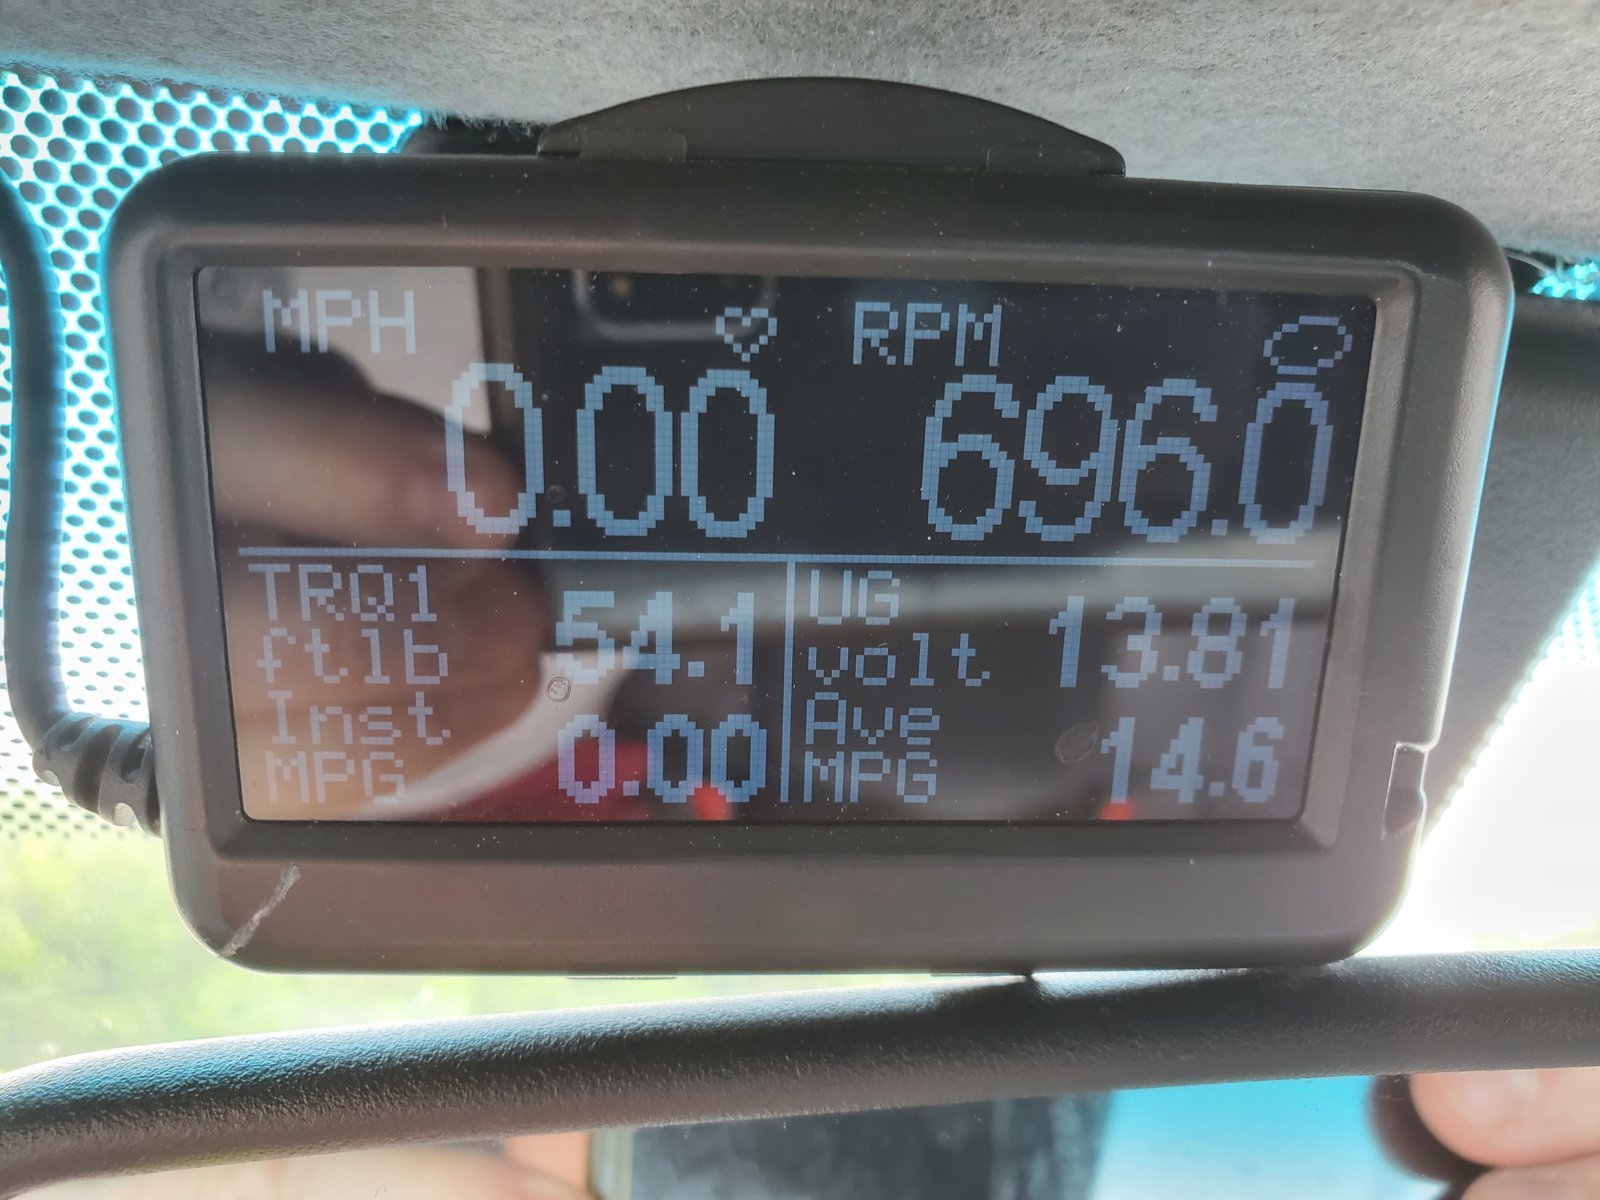 MPH RPM
0.00 696.0
TRQ1 ftlb 54.1
UG volt 13.81
Inst MPG 0.00
Ave MPG 14.6